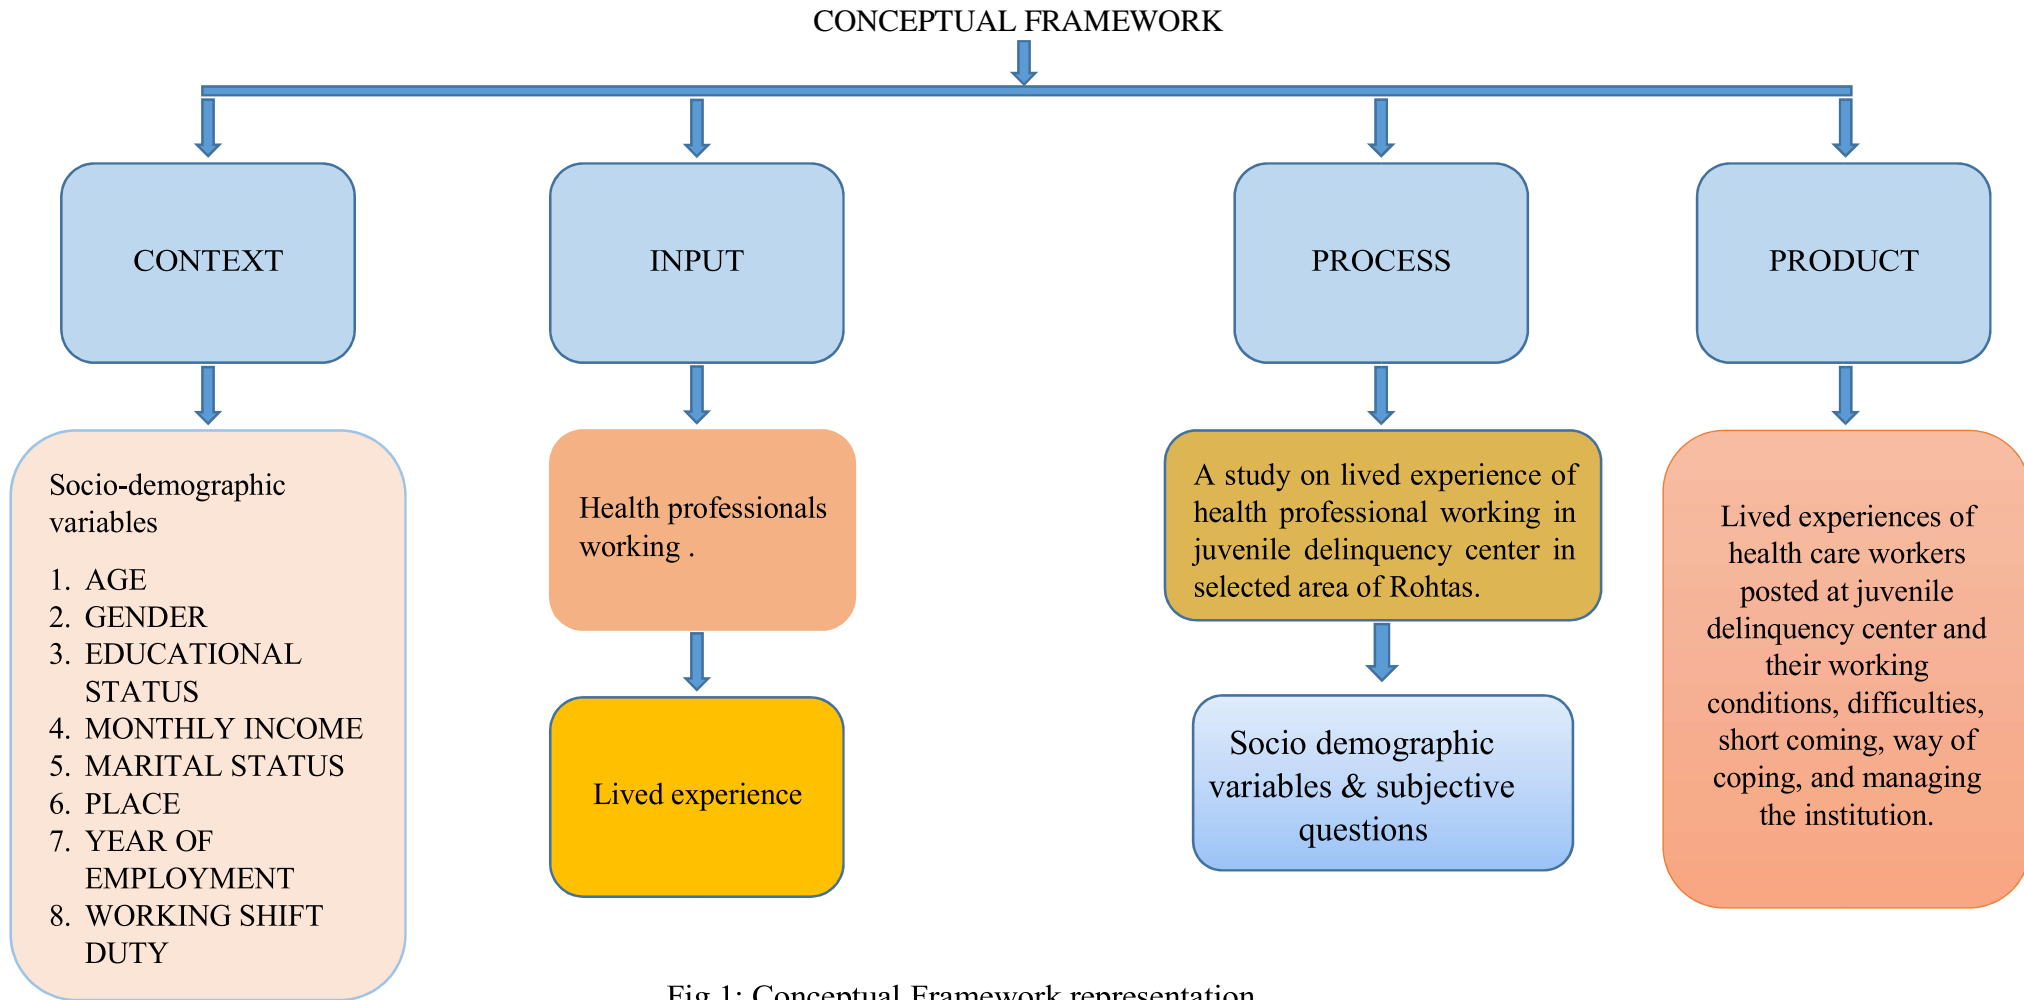 CONCEPTUAL FRAMEWORK
CONTEXT
INPUT
PROCESS
PRODUCT
Socio-demographic
variables
1. AGE
2. GENDER
3. EDUCATIONAL
STATUS
4. MONTHLY INCOME
5. MARITAL STATUS
6. PLACE
7. YEAR OF
EMPLOYMENT
8. WORKING SHIFT
DUTY
Health professionals
working .
Lived experience
A study on lived experience of
health professional working in
juvenile delinquency center in
selected area of Rohtas.
Socio demographic
variables & subjective
questions
Lived experiences of
health care workers
posted at juvenile
delinquency center and
their working
conditions, difficulties,
short coming, way of
coping, and managing
the institution.
Fig 1: Conceptual Framework representation